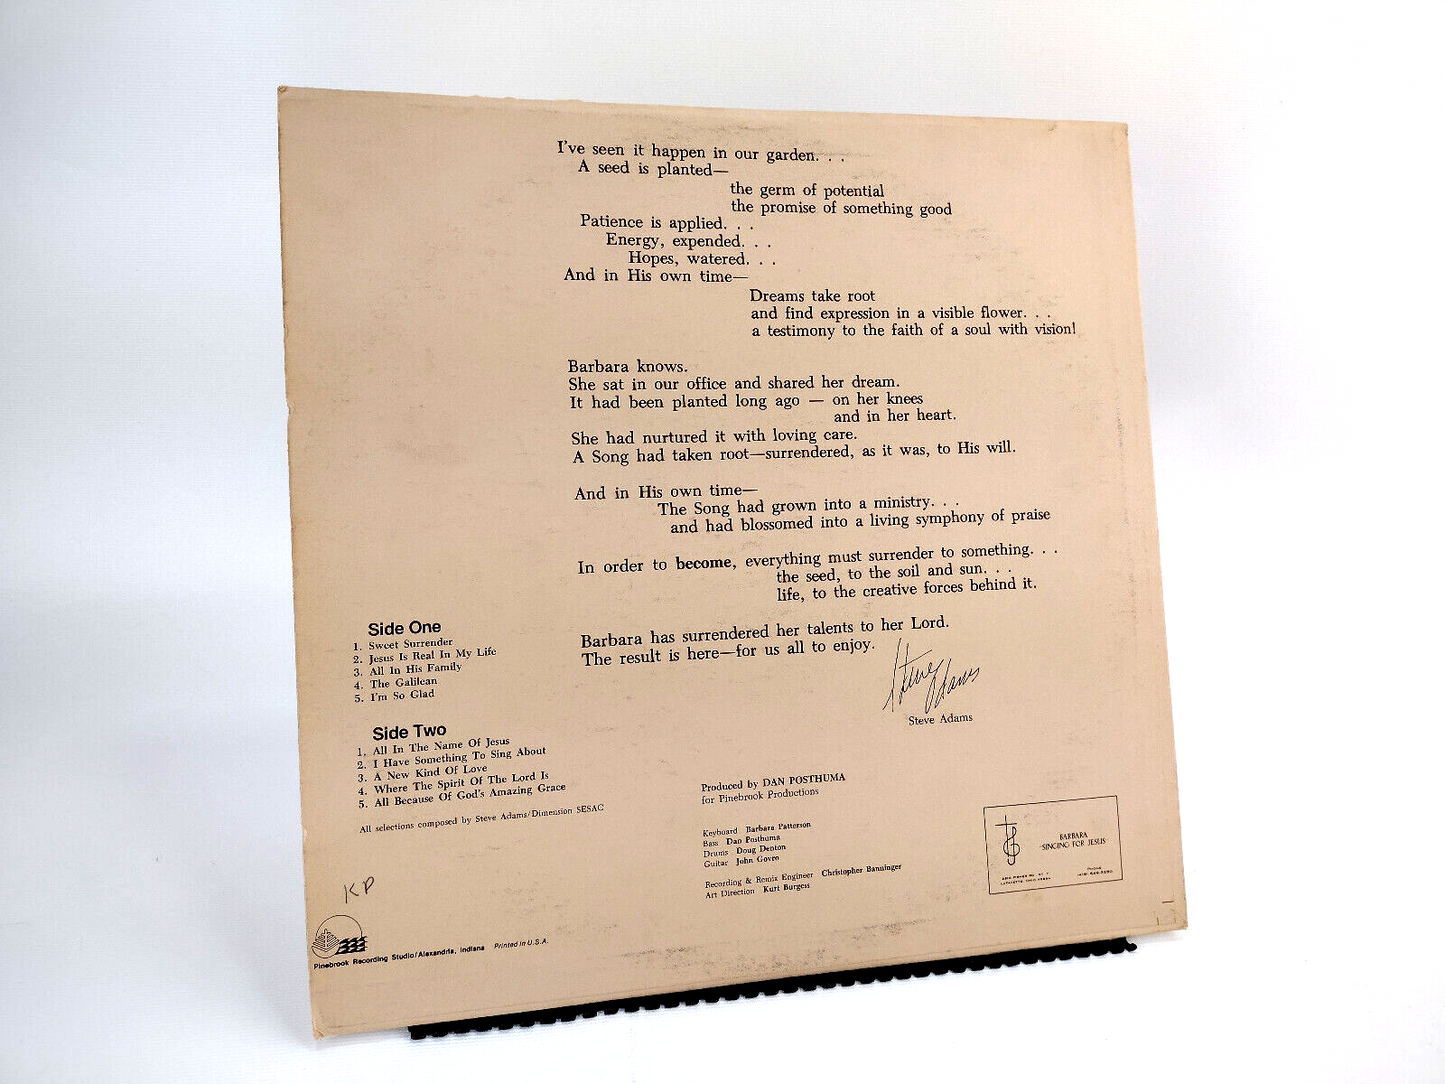 I've seen it happen in our garden. . .
A seed is planted—
the germ of potential
the promise of something good
Patience is applied. . .
Energy, expended. . .
Hopes, watered. . .
And in His own time—
Dreams take root
and find expression in a visible flower. . .
a testimony to the faith of a soul with vision!
Barbara knows.
She sat in our office and shared her dream.
It had been planted long ago — on her knees
and in her heart.
She had nurtured it with loving care.
A Song had taken root—surrendered, as it was, to His will.
And in His own time—
The Song had grown into a ministry. . .
and had blossomed into a living symphony of praise
In order to become, everything must surrender to something. . .
the seed, to the soil and sun. . .
life, to the creative forces behind it.
Barbara has surrendered her talents to her Lord.
The result is here—for us all to enjoy.
Steve Adams
Steve Adams
Side One
1. Sweet Surrender
2. Jesus Is Real In My Life
3. All In His Family
4. The Galilean
5. I'm So Glad
Side Two
1. All In The Name Of Jesus
2. I Have Something To Sing About
3. A New Kind Of Love
4. Where The Spirit Of The Lord Is
5. All Because Of God's Amazing Grace
All selections composed by Steve Adams/Dimension SESAC
Produced by DAN POSTHUMA
for Pinebrook Productions
Keyboard Barbara Patterson
Bass Dan Posthuma
Drums Doug Denton
Guitar John Govro
Recording & Remix Engineer Christopher Banninger
Art Direction Kurt Burgess
BARBARA
"SINGING FOR JESUS"
PHONE
LAFAYETTE, OHIO
KP
Pinebrook Recording Studio/Alexandria, Indiana Printed in U.S.A.